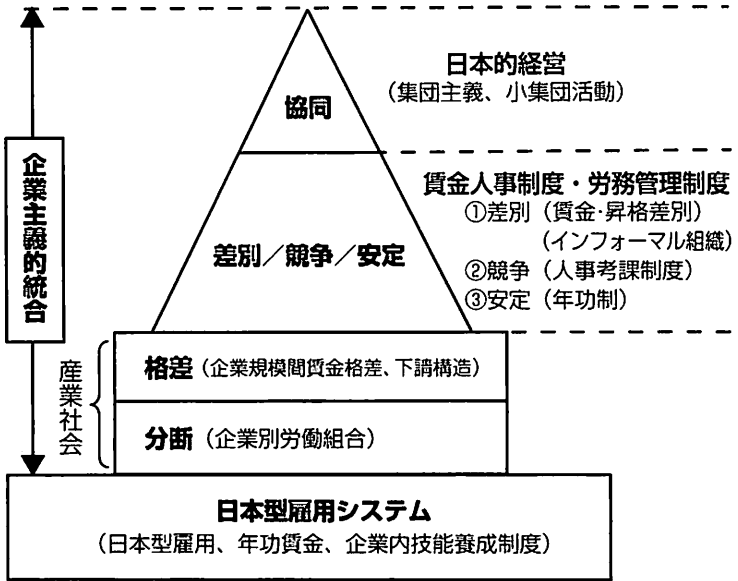 企業主義的統合
協同
日本的経営
（集団主義、小集団活動）
差別／競争／安定
賃金人事制度・労務管理制度
①差別（賃金・昇格差別）
（インフォーマル組織）
②競争（人事考課制度）
③安定（年功制）
産業社会
格差（企業規模間賃金格差、下請構造）
分断（企業別労働組合）
日本型雇用システム
（日本型雇用、年功賃金、企業内技能養成制度）